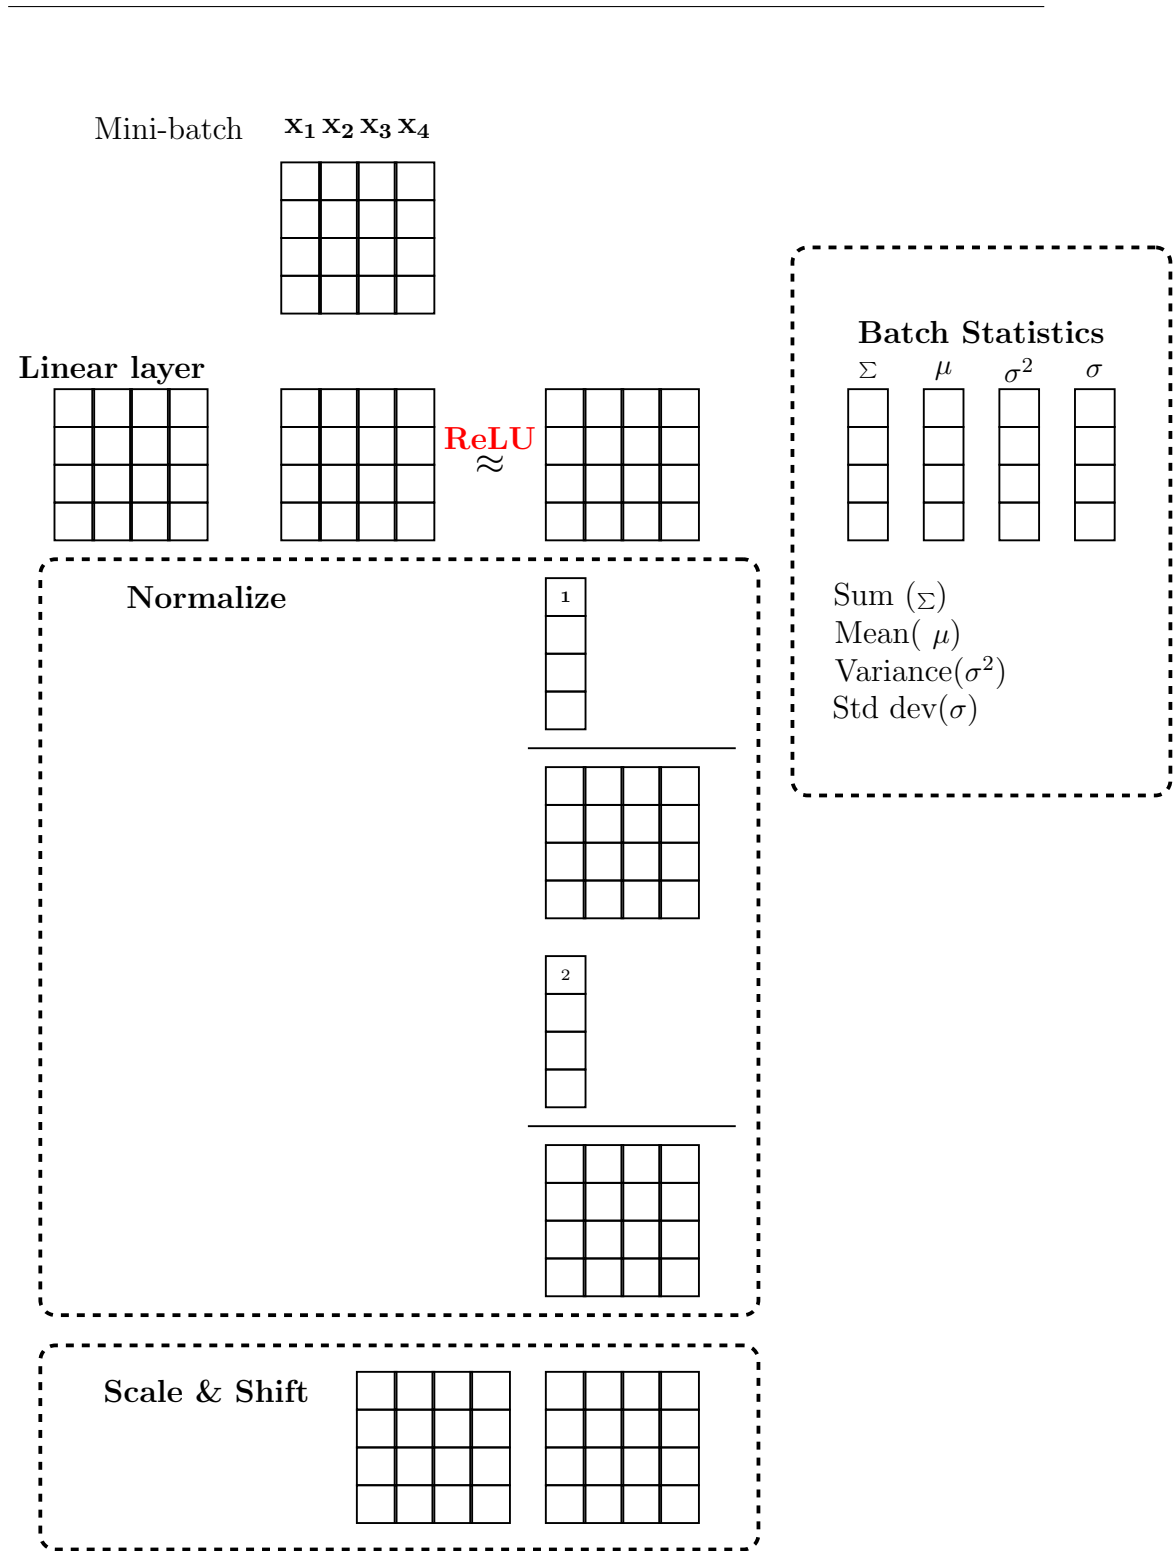 Mini-batch x₁ x₂ x₃ x₄
Batch Statistics
Linear layer
Σ μ σ² σ
ReLU
≈
Normalize
1
Sum (Σ)
Mean( μ)
Variance(σ²)
Std dev(σ)
2
Scale & Shift